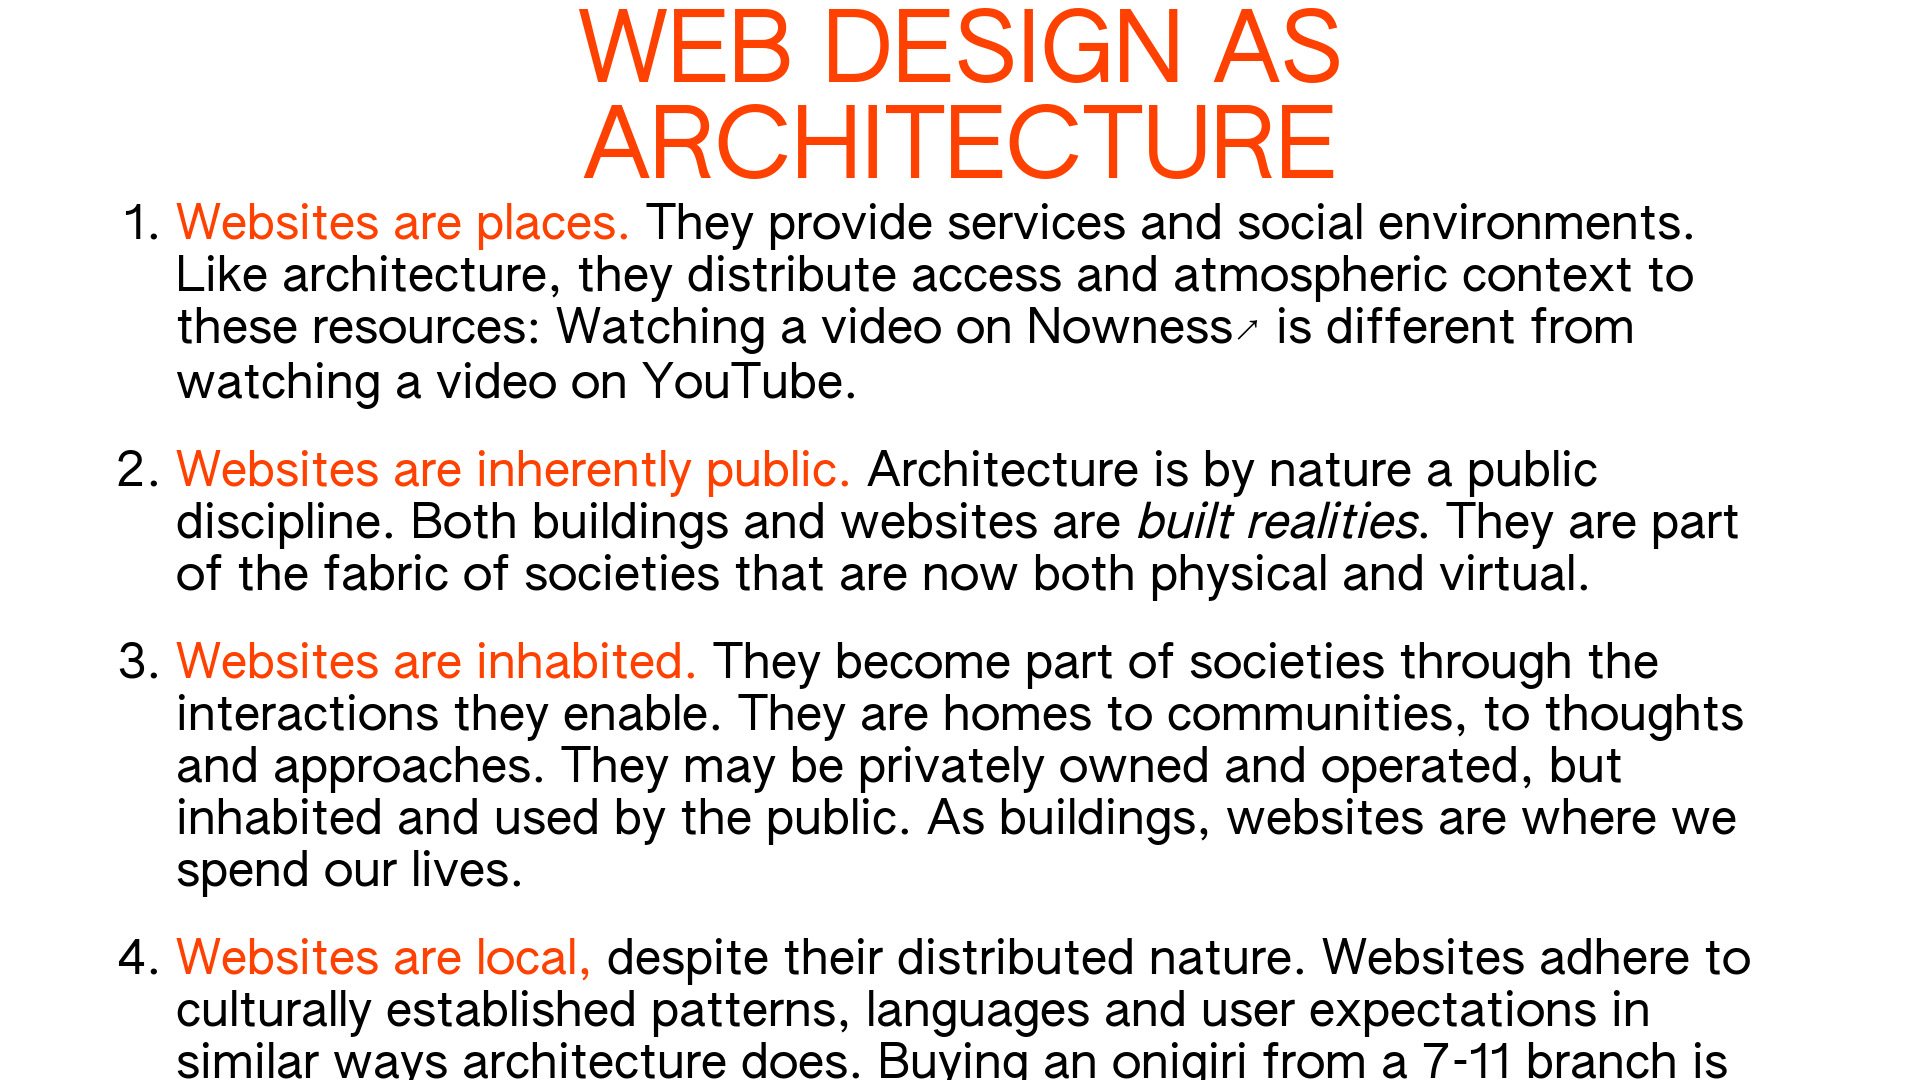 WEB DESIGN AS
ARCHITECTURE
1. Websites are places. They provide services and social environments.
Like architecture, they distribute access and atmospheric context to
these resources: Watching a video on Nowness↗ is different from
watching a video on YouTube.
2. Websites are inherently public. Architecture is by nature a public
discipline. Both buildings and websites are built realities. They are part
of the fabric of societies that are now both physical and virtual.
3. Websites are inhabited. They become part of societies through the
interactions they enable. They are homes to communities, to thoughts
and approaches. They may be privately owned and operated, but
inhabited and used by the public. As buildings, websites are where we
spend our lives.
4. Websites are local, despite their distributed nature. Websites adhere to
culturally established patterns, languages and user expectations in
similar ways architecture does. Buying an onigiri from a 7-11 branch is